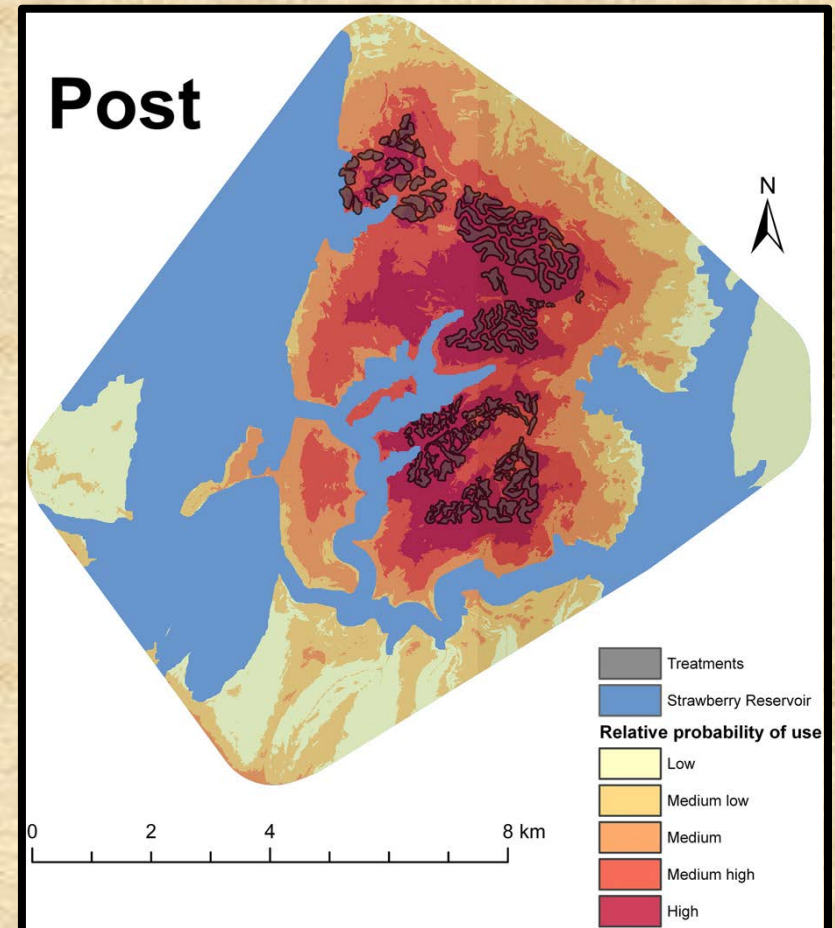 Post
N
Treatments
Strawberry Reservoir
Relative probability of use
Low
Medium low
Medium
Medium high
High
0 2 4 8 km